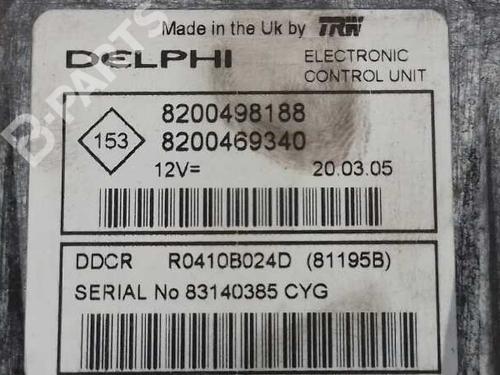 Made in the Uk by TRW
DELPHI
ELECTRONIC
CONTROL UNIT
153
8200498188
8200469340
12V=
20.03.05
DDCR R0410B024D (81195B)
SERIAL No 83140385 CYG
B-PARTS